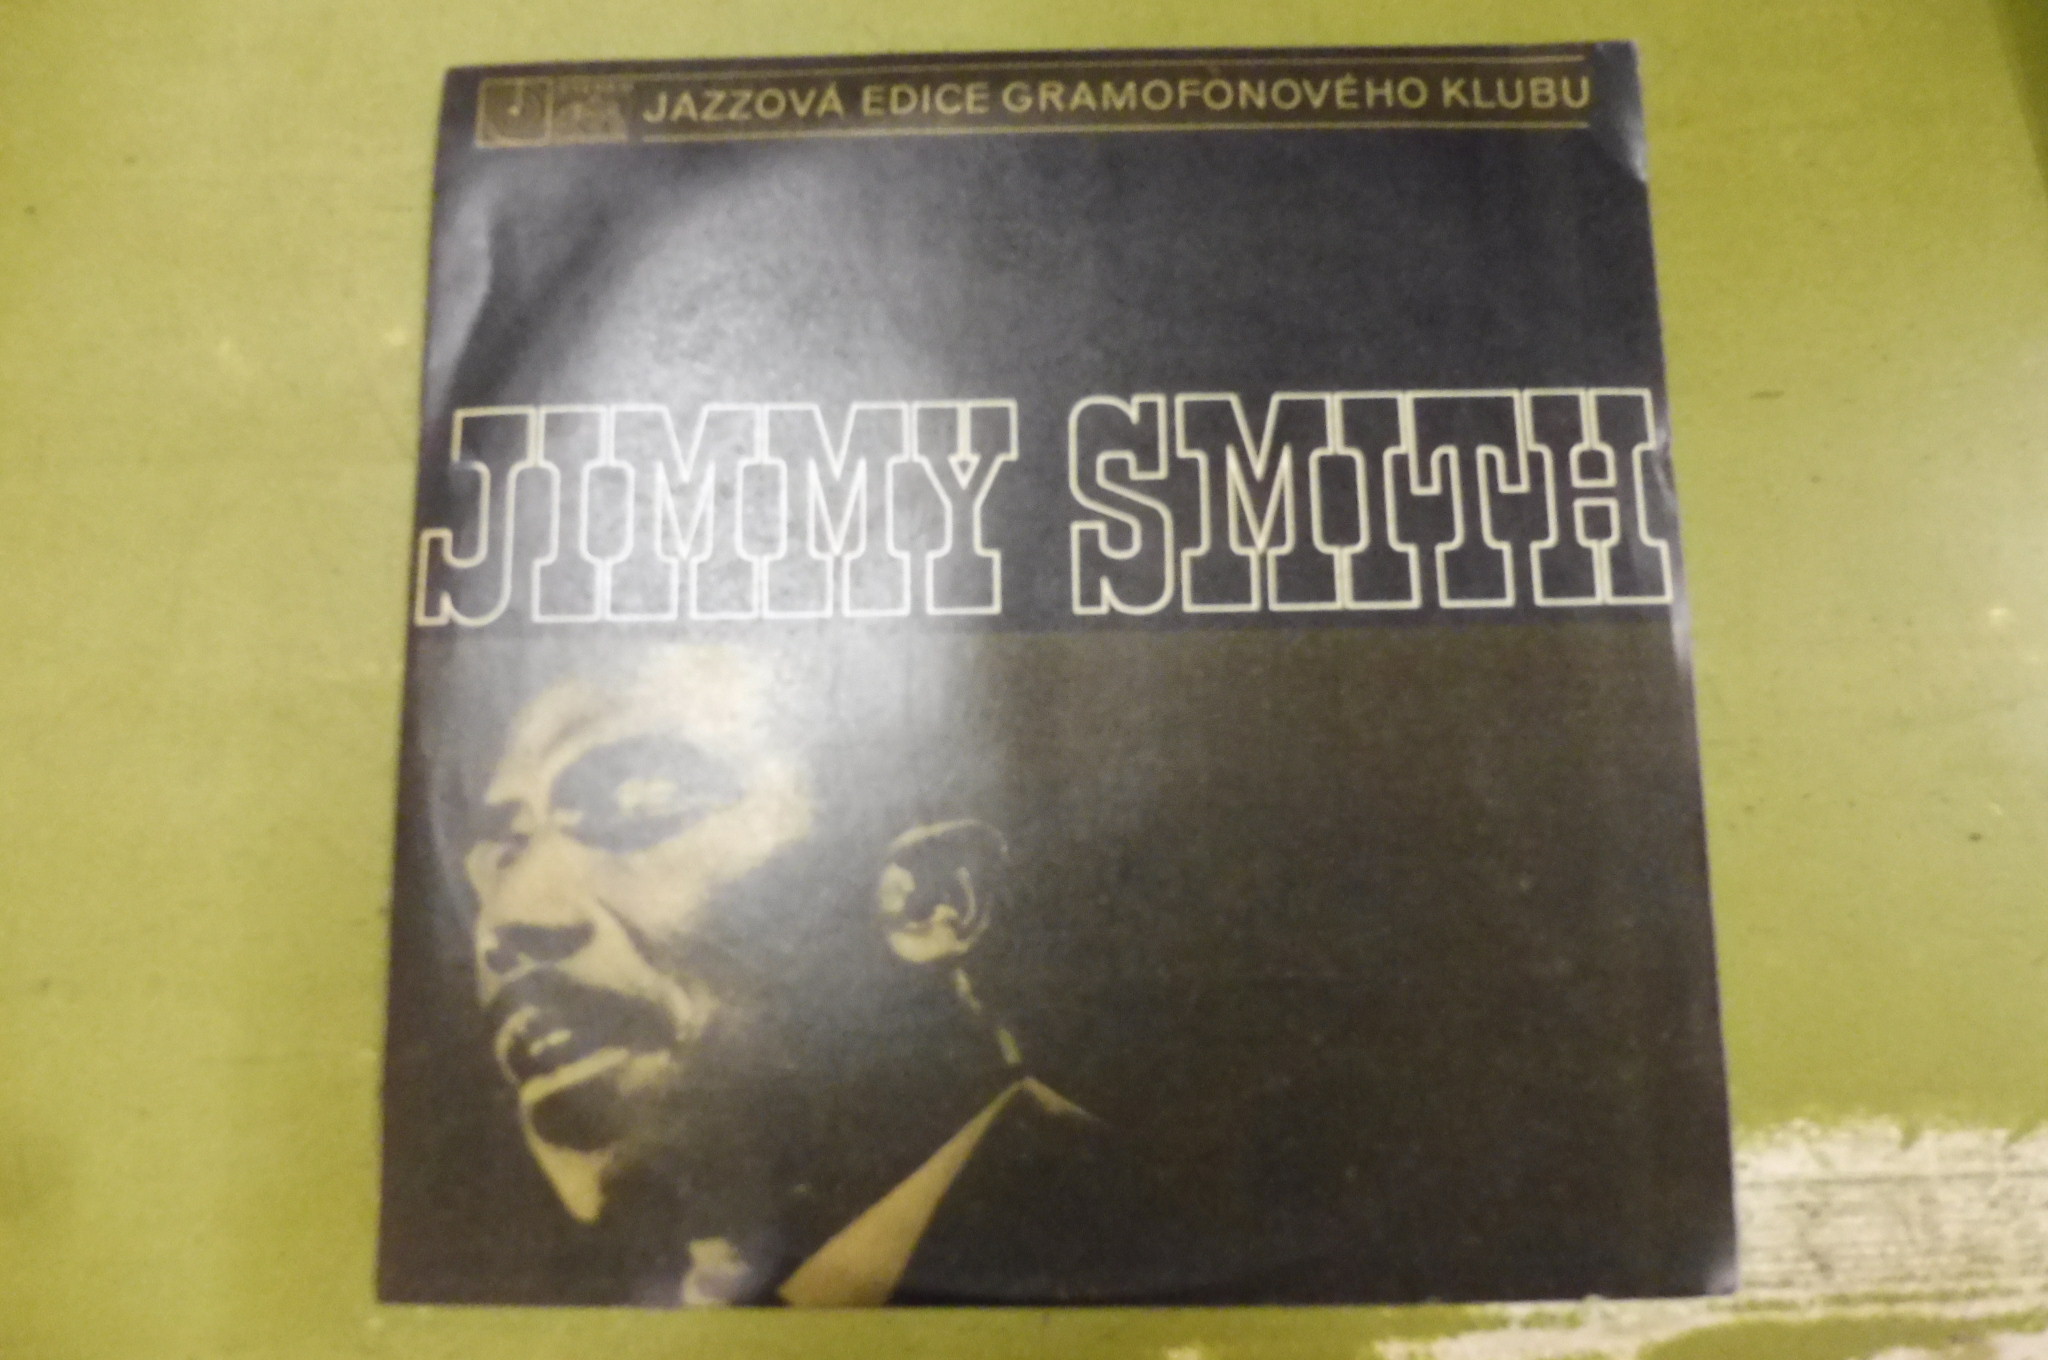 JAZZOVÁ EDICE GRAMOFONOVÉHO KLUBU
JIMMY SMITH